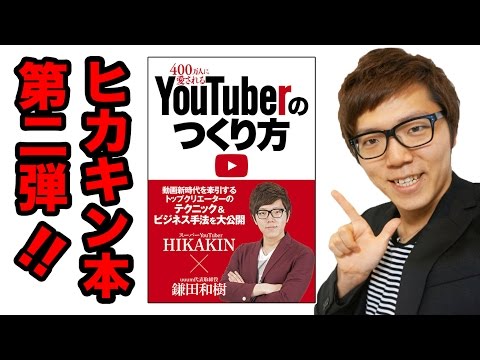 ヒカキン本
第二弾!!
400万人に
愛される
YouTuberの
つくり方
動画新時代を牽引する
トップクリエーターの
テクニック&
ビジネス手法を大公開
スーパーYouTuber
HIKAKIN
×
uuum代表取締役
鎌田和樹